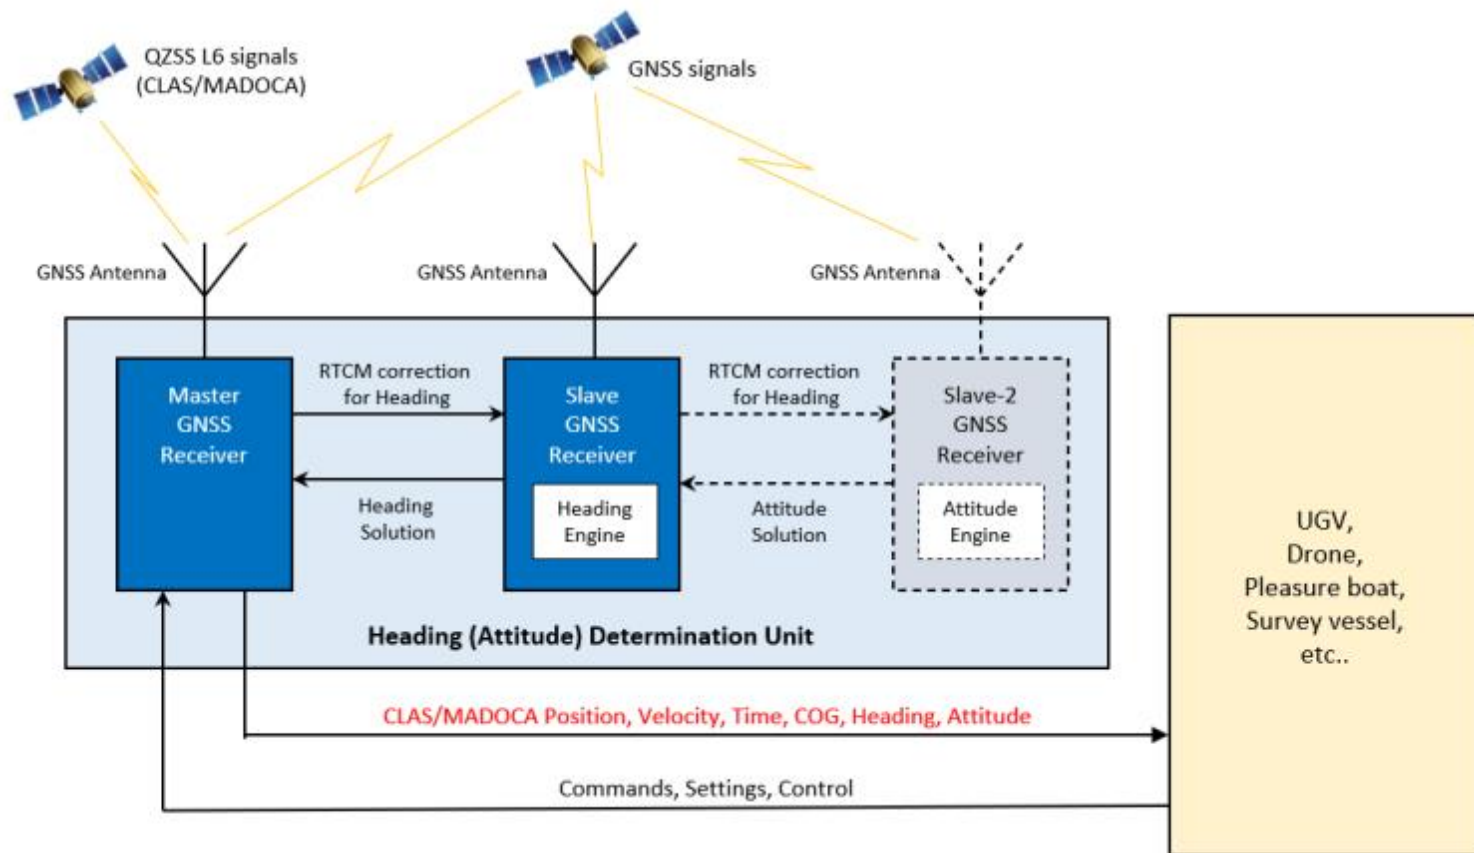 QZSS L6 signals
(CLAS/MADOCA)
GNSS signals
GNSS Antenna
GNSS Antenna
GNSS Antenna
Master
GNSS
Receiver
RTCM correction
for Heading
Heading
Solution
Slave
GNSS
Receiver
Heading
Engine
RTCM correction
for Heading
Attitude
Solution
Slave-2
GNSS
Receiver
Attitude
Engine
Heading (Attitude) Determination Unit
UGV,
Drone,
Pleasure boat,
Survey vessel,
etc..
CLAS/MADOCA Position, Velocity, Time, COG, Heading, Attitude
Commands, Settings, Control